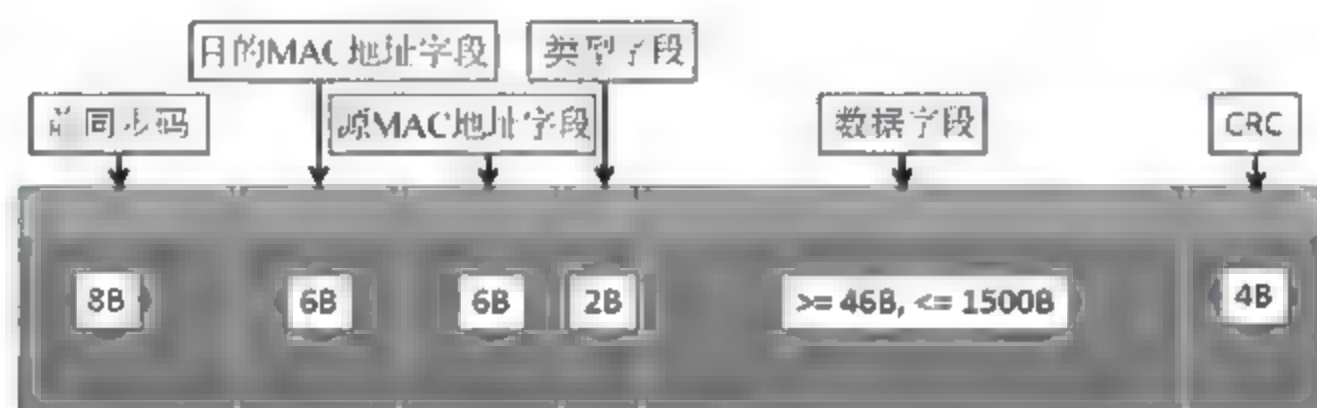 目的MAC地址字段
类型字段
前同步码
源MAC地址字段
数据字段
CRC
8B
6B
6B
2B
>= 46B, <= 1500B
4B